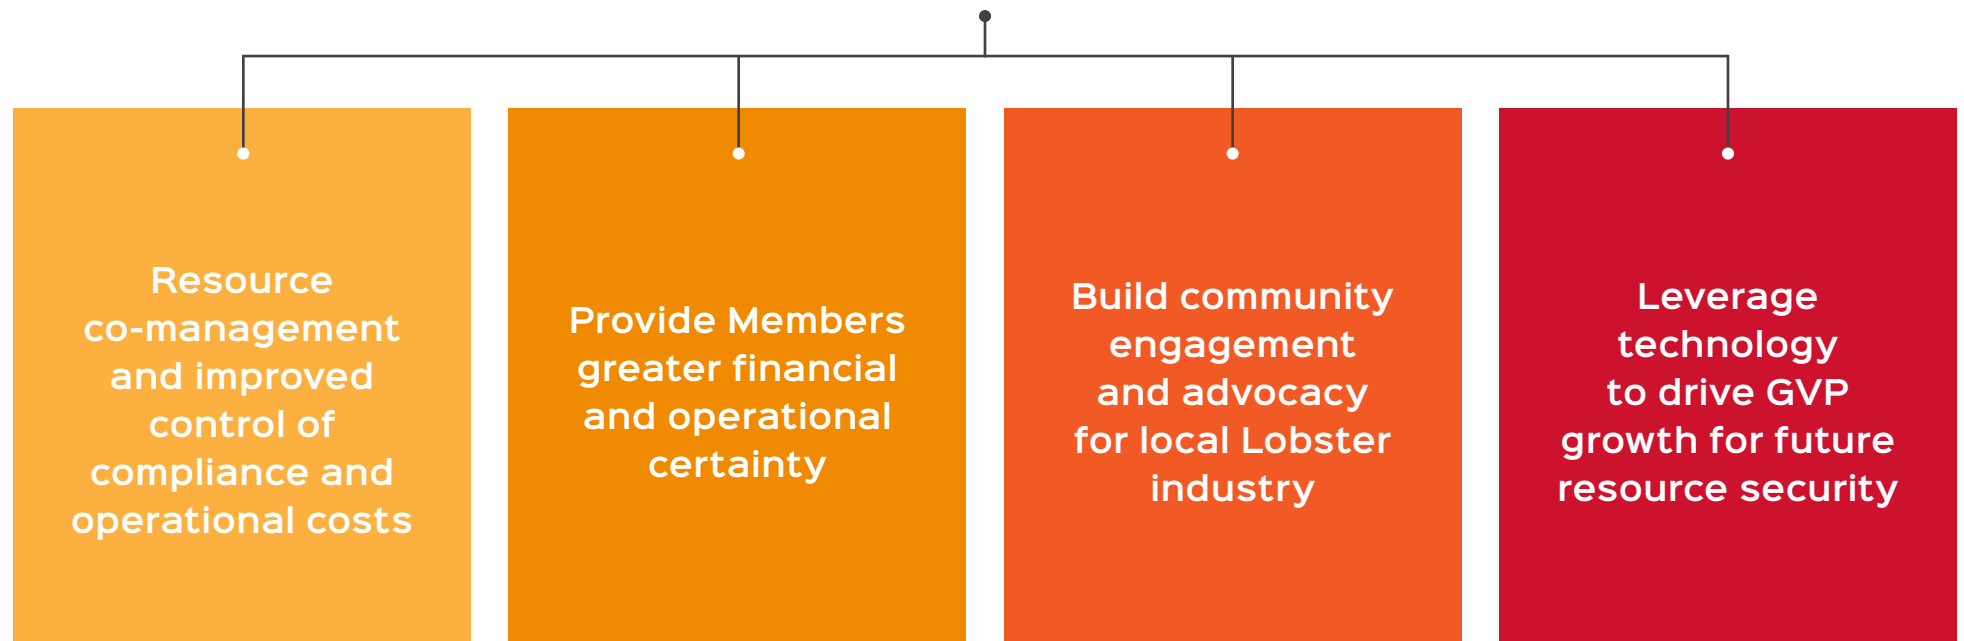 Resource
co-management
and improved
control of
compliance and
operational costs
Provide Members
greater financial
and operational
certainty
Build community
engagement
and advocacy
for local Lobster
industry
Leverage
technology
to drive GVP
growth for future
resource security